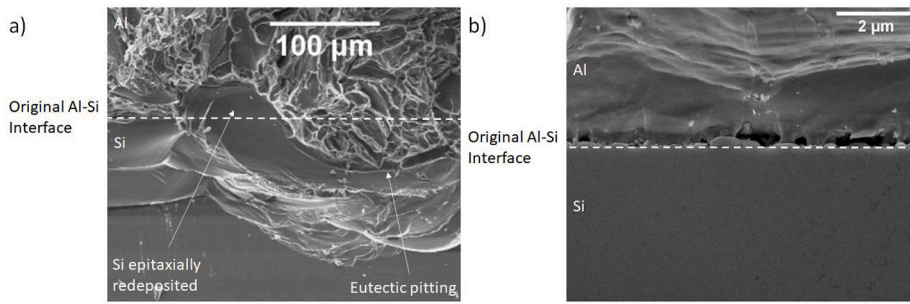 a)
Al
100 µm
Original Al-Si
Interface
Si
Si epitaxially
redeposited
Eutectic pitting
b)
2 µm
Al
Original Al-Si
Interface
Si